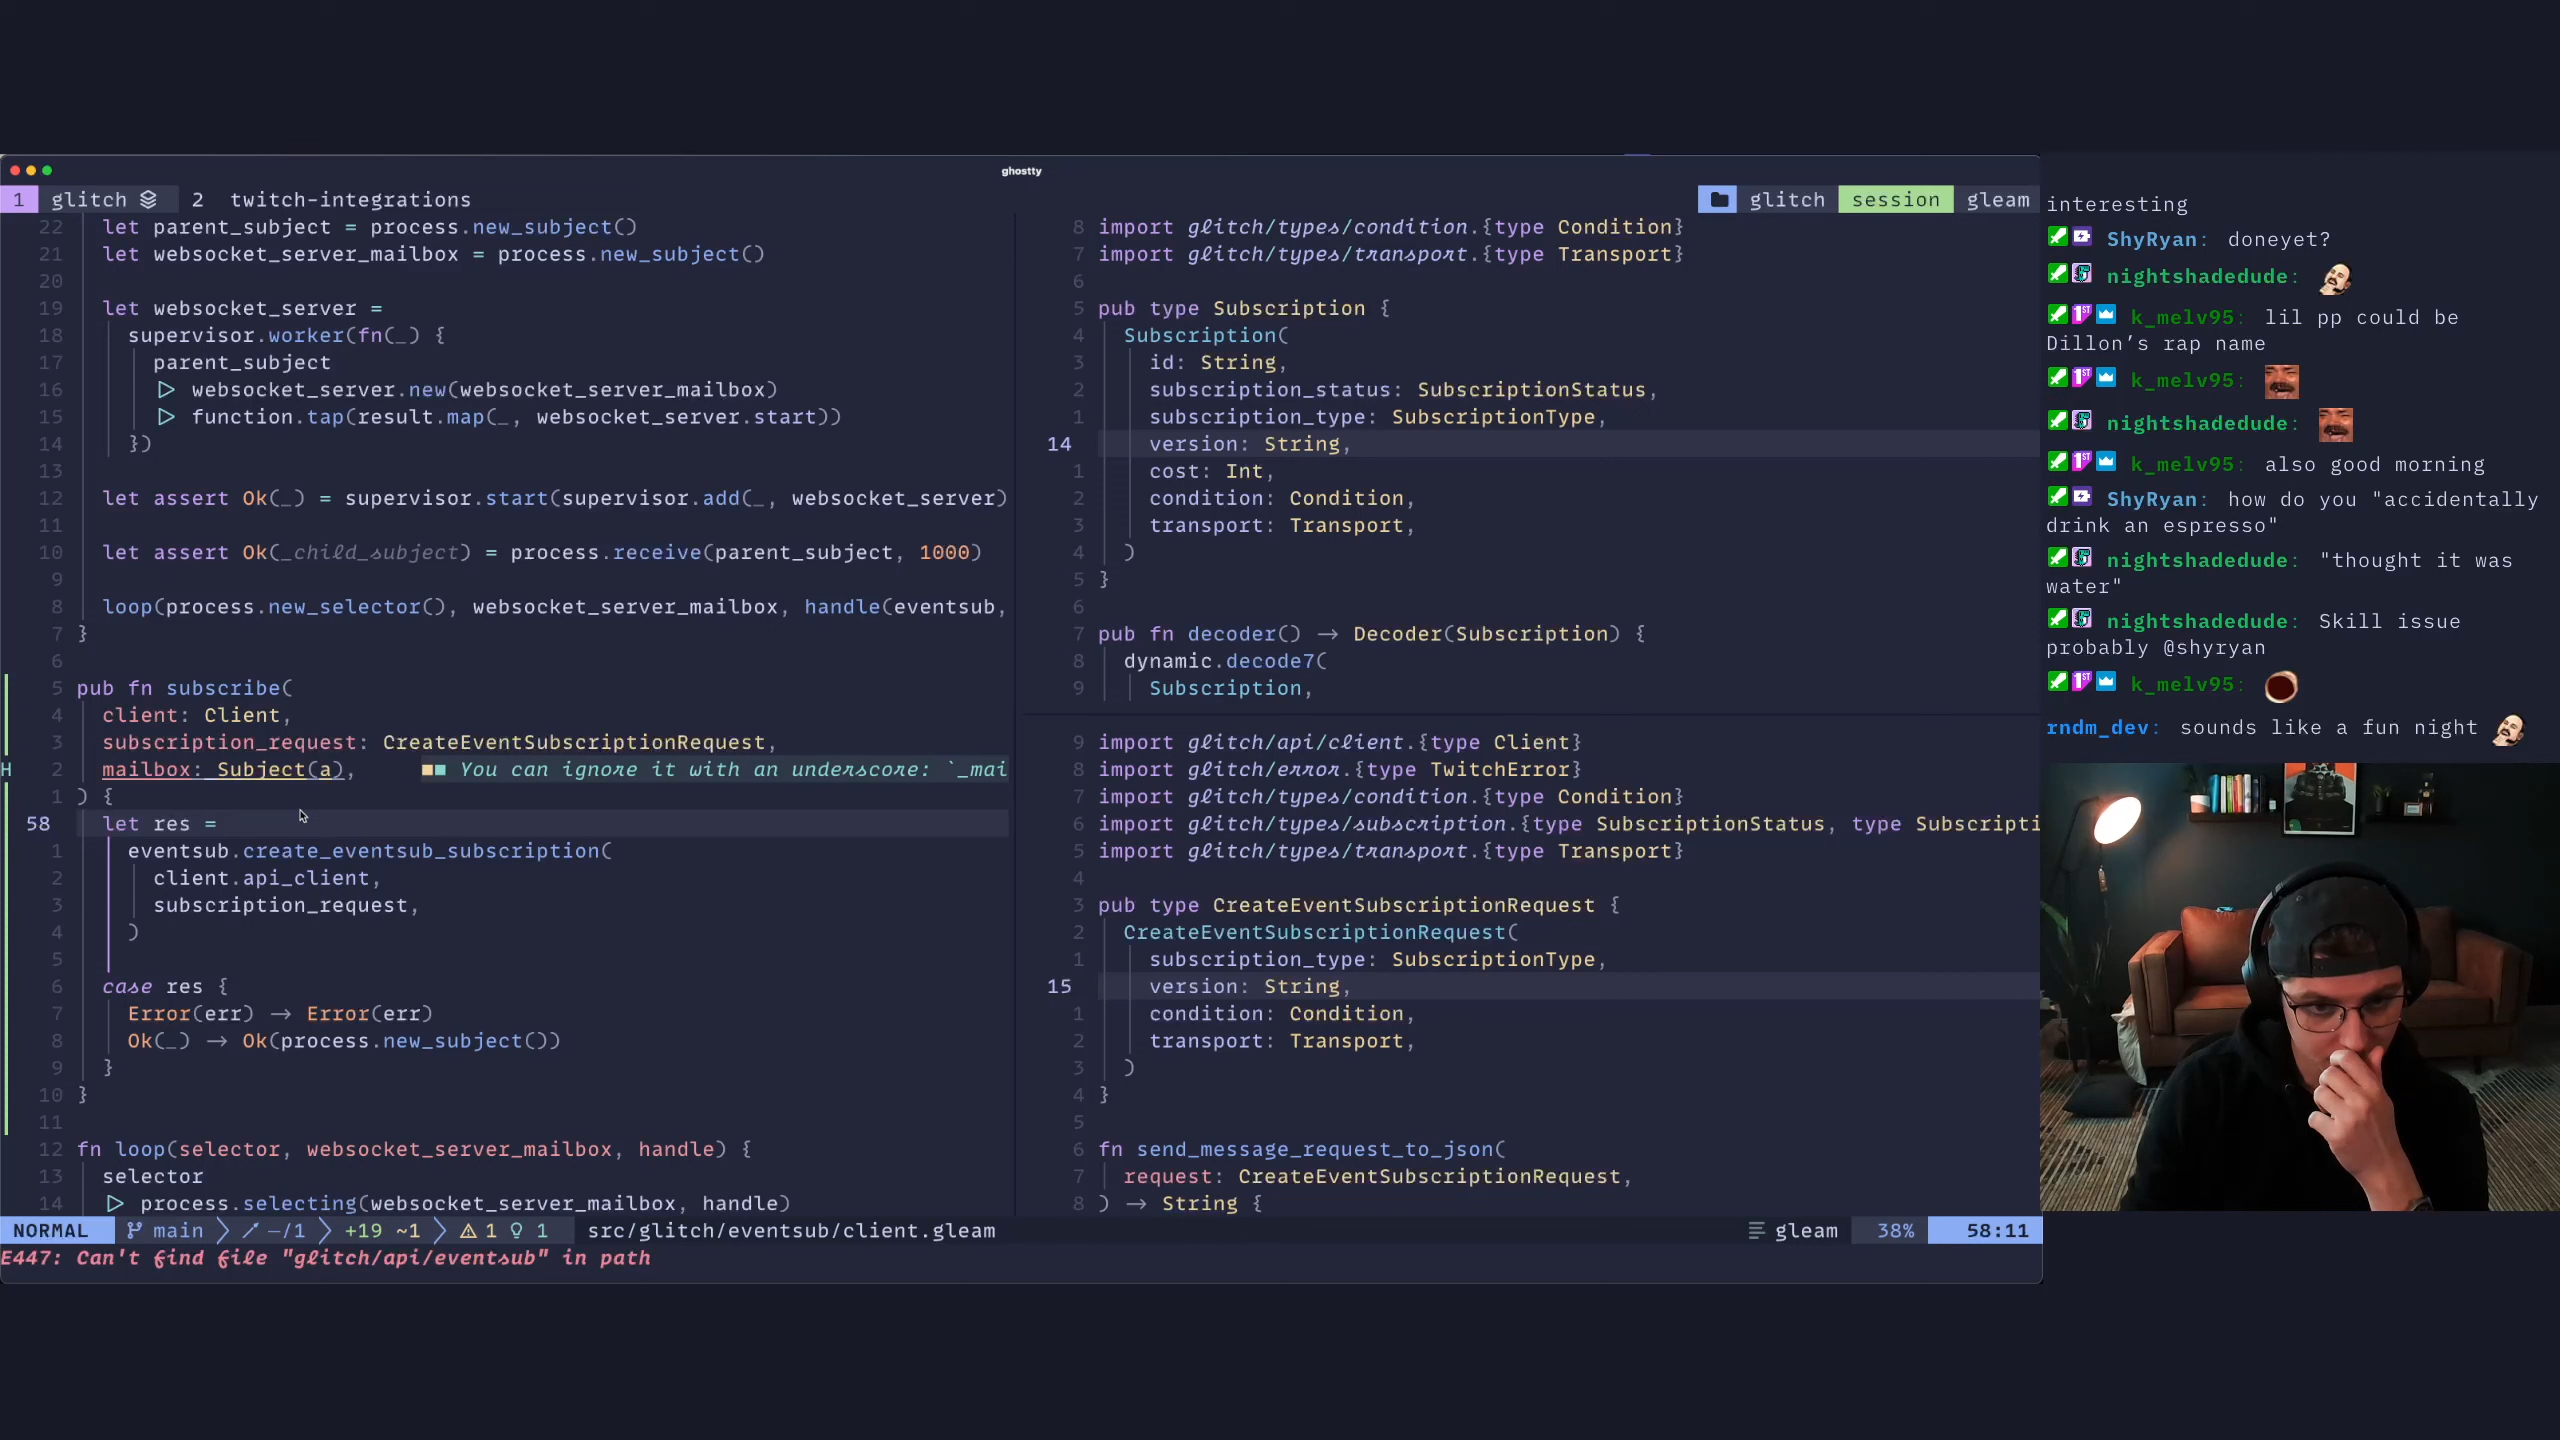 ghostty
1 glitch 2 twitch-integrations
glitch session gleam
22 let parent_subject = process.new_subject()
21 let websocket_server_mailbox = process.new_subject()
20
19 let websocket_server =
18 supervisor.worker(fn(_) {
17 parent_subject
16 ▷ websocket_server.new(websocket_server_mailbox)
15 ▷ function.tap(result.map(_, websocket_server.start))
14 })
13
12 let assert Ok(_) = supervisor.start(supervisor.add(_, websocket_server)
11
10 let assert Ok(_child_subject) = process.receive(parent_subject, 1000)
9
8 loop(process.new_selector(), websocket_server_mailbox, handle(eventsub,
7 }
6
5 pub fn subscribe(
4 client: Client,
3 subscription_request: CreateEventSubscriptionRequest,
H 2 mailbox: Subject(a), ■■ You can ignore it with an underscore: `_mai
1 ) {
58 let res =
1 eventsub.create_eventsub_subscription(
2 client.api_client,
3 subscription_request,
4 )
5
6 case res {
7 Error(err) → Error(err)
8 Ok(_) → Ok(process.new_subject())
9 }
10 }
11
12 fn loop(selector, websocket_server_mailbox, handle) {
13 selector
14 ▷ process.selecting(websocket_server_mailbox, handle)
8 import glitch/types/condition.{type Condition}
7 import glitch/types/transport.{type Transport}
6
5 pub type Subscription {
4 Subscription(
3 id: String,
2 subscription_status: SubscriptionStatus,
1 subscription_type: SubscriptionType,
14 version: String,
1 cost: Int,
2 condition: Condition,
3 transport: Transport,
4 )
5 }
6
7 pub fn decoder() → Decoder(Subscription) {
8 dynamic.decode7(
9 Subscription,
9 import glitch/api/client.{type Client}
8 import glitch/error.{type TwitchError}
7 import glitch/types/condition.{type Condition}
6 import glitch/types/subscription.{type SubscriptionStatus, type Subscripti
5 import glitch/types/transport.{type Transport}
4
3 pub type CreateEventSubscriptionRequest {
2 CreateEventSubscriptionRequest(
1 subscription_type: SubscriptionType,
15 version: String,
1 condition: Condition,
2 transport: Transport,
3 )
4 }
5
6 fn send_message_request_to_json(
7 request: CreateEventSubscriptionRequest,
8 ) → String {
NORMAL main -/1 +19 ~1 1 1 src/glitch/eventsub/client.gleam gleam 38% 58:11
E447: Can't find file "glitch/api/eventsub" in path
interesting
ShyRyan: doneyet?
nightshadedude:
k_melv95: lil pp could be
Dillon's rap name
k_melv95:
nightshadedude:
k_melv95: also good morning
ShyRyan: how do you "accidentally
drink an espresso"
nightshadedude: "thought it was
water"
nightshadedude: Skill issue
probably @shyryan
k_melv95:
rndm_dev: sounds like a fun night